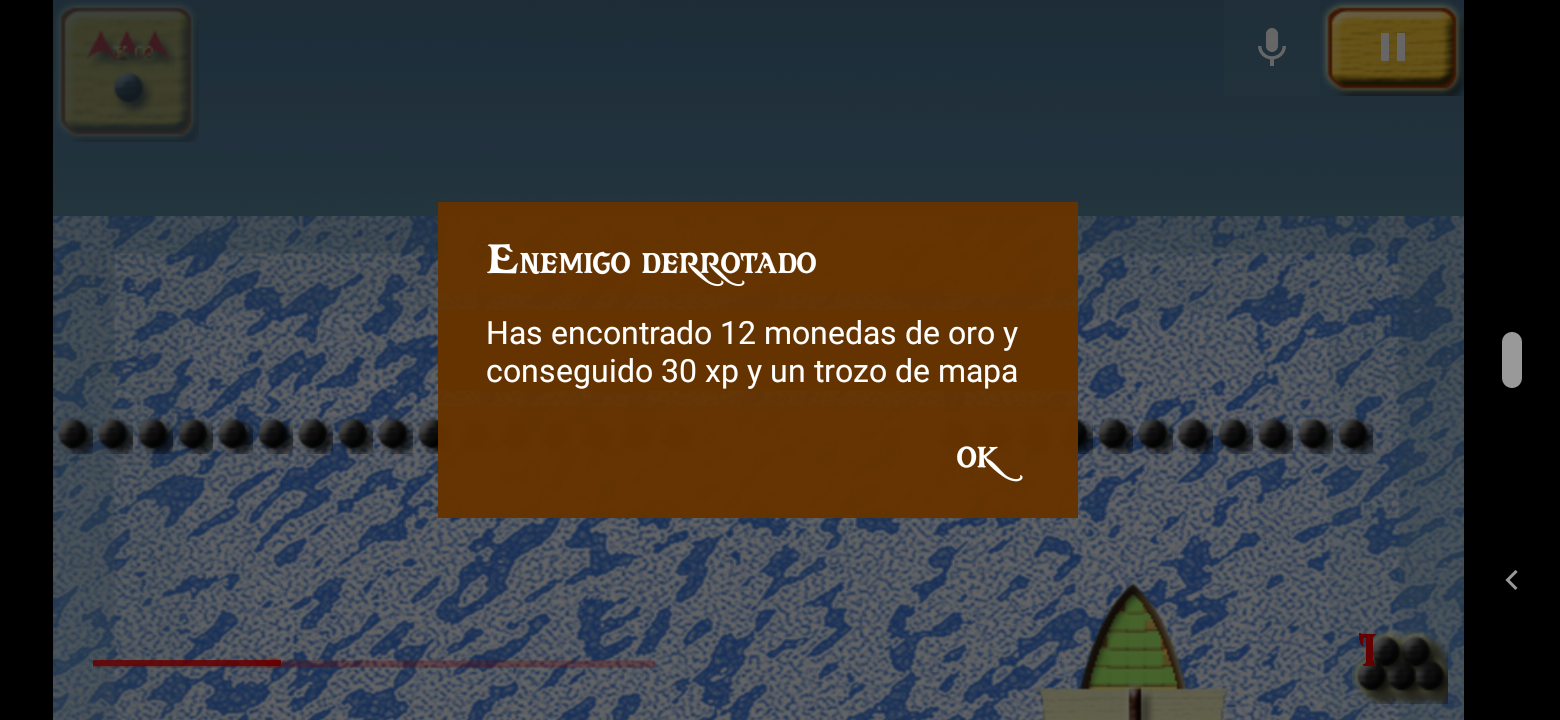 Enemigo derrotado
Has encontrado 12 monedas de oro y
conseguido 30 xp y un trozo de mapa
OK
1